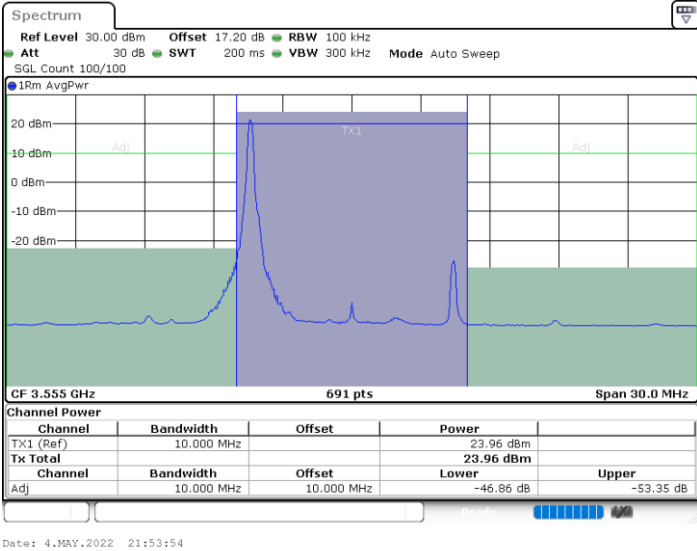 Spectrum
Ref Level 30.00 dBm Offset 17.20 dB RBW 100 kHz
Att 30 dB SWT 200 ms VBW 300 kHz Mode Auto Sweep
SGL Count 100/100
1Rm AvgPwr
20 dBm
TX1
Adj
Adj
10 dBm
0 dBm
-10 dBm
-20 dBm
CF 3.555 GHz 691 pts Span 30.0 MHz
Channel Power
Channel Bandwidth Offset Power
TX1 (Ref) 10.000 MHz 23.96 dBm
Tx Total 23.96 dBm
Channel Bandwidth Offset Lower Upper
Adj 10.000 MHz 10.000 MHz -46.86 dB -53.35 dB
Ready
Date: 4.MAY.2022 21:53:54